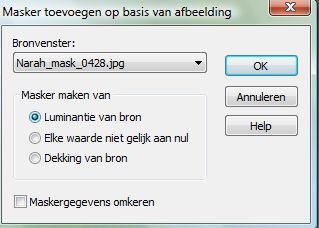 Masker toevoegen op basis van afbeelding
Bronvenster:
Narah_mask_0428.jpg
OK
Masker maken van
Annuleren
Luminantie van bron
Help
Elke waarde niet gelijk aan nul
Dekking van bron
Maskergegevens omkeren